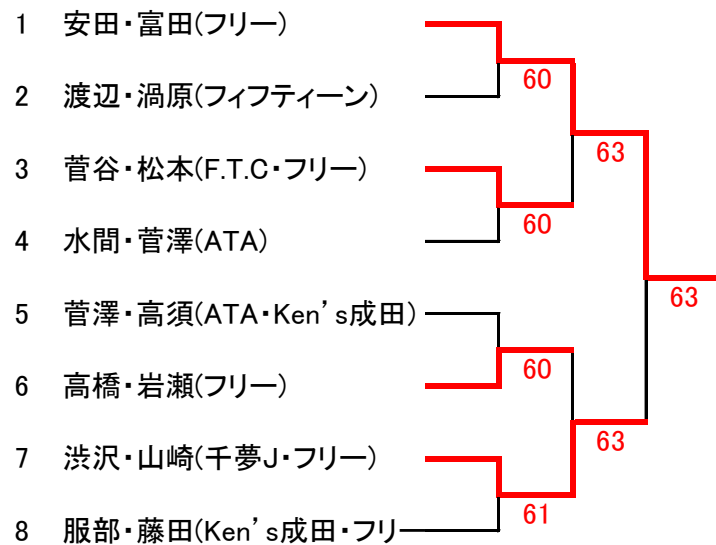 1 安田・富田(フリー)
60
2 渡辺・渦原(フィフティーン)
63
3 菅谷・松本(F.T.C・フリー)
60
4 水間・菅澤(ATA)
63
5 菅澤・高須(ATA・Ken's成田)
60
6 高橋・岩瀬(フリー)
63
7 渋沢・山崎(千夢J・フリー)
61
8 服部・藤田(Ken's成田・フリー